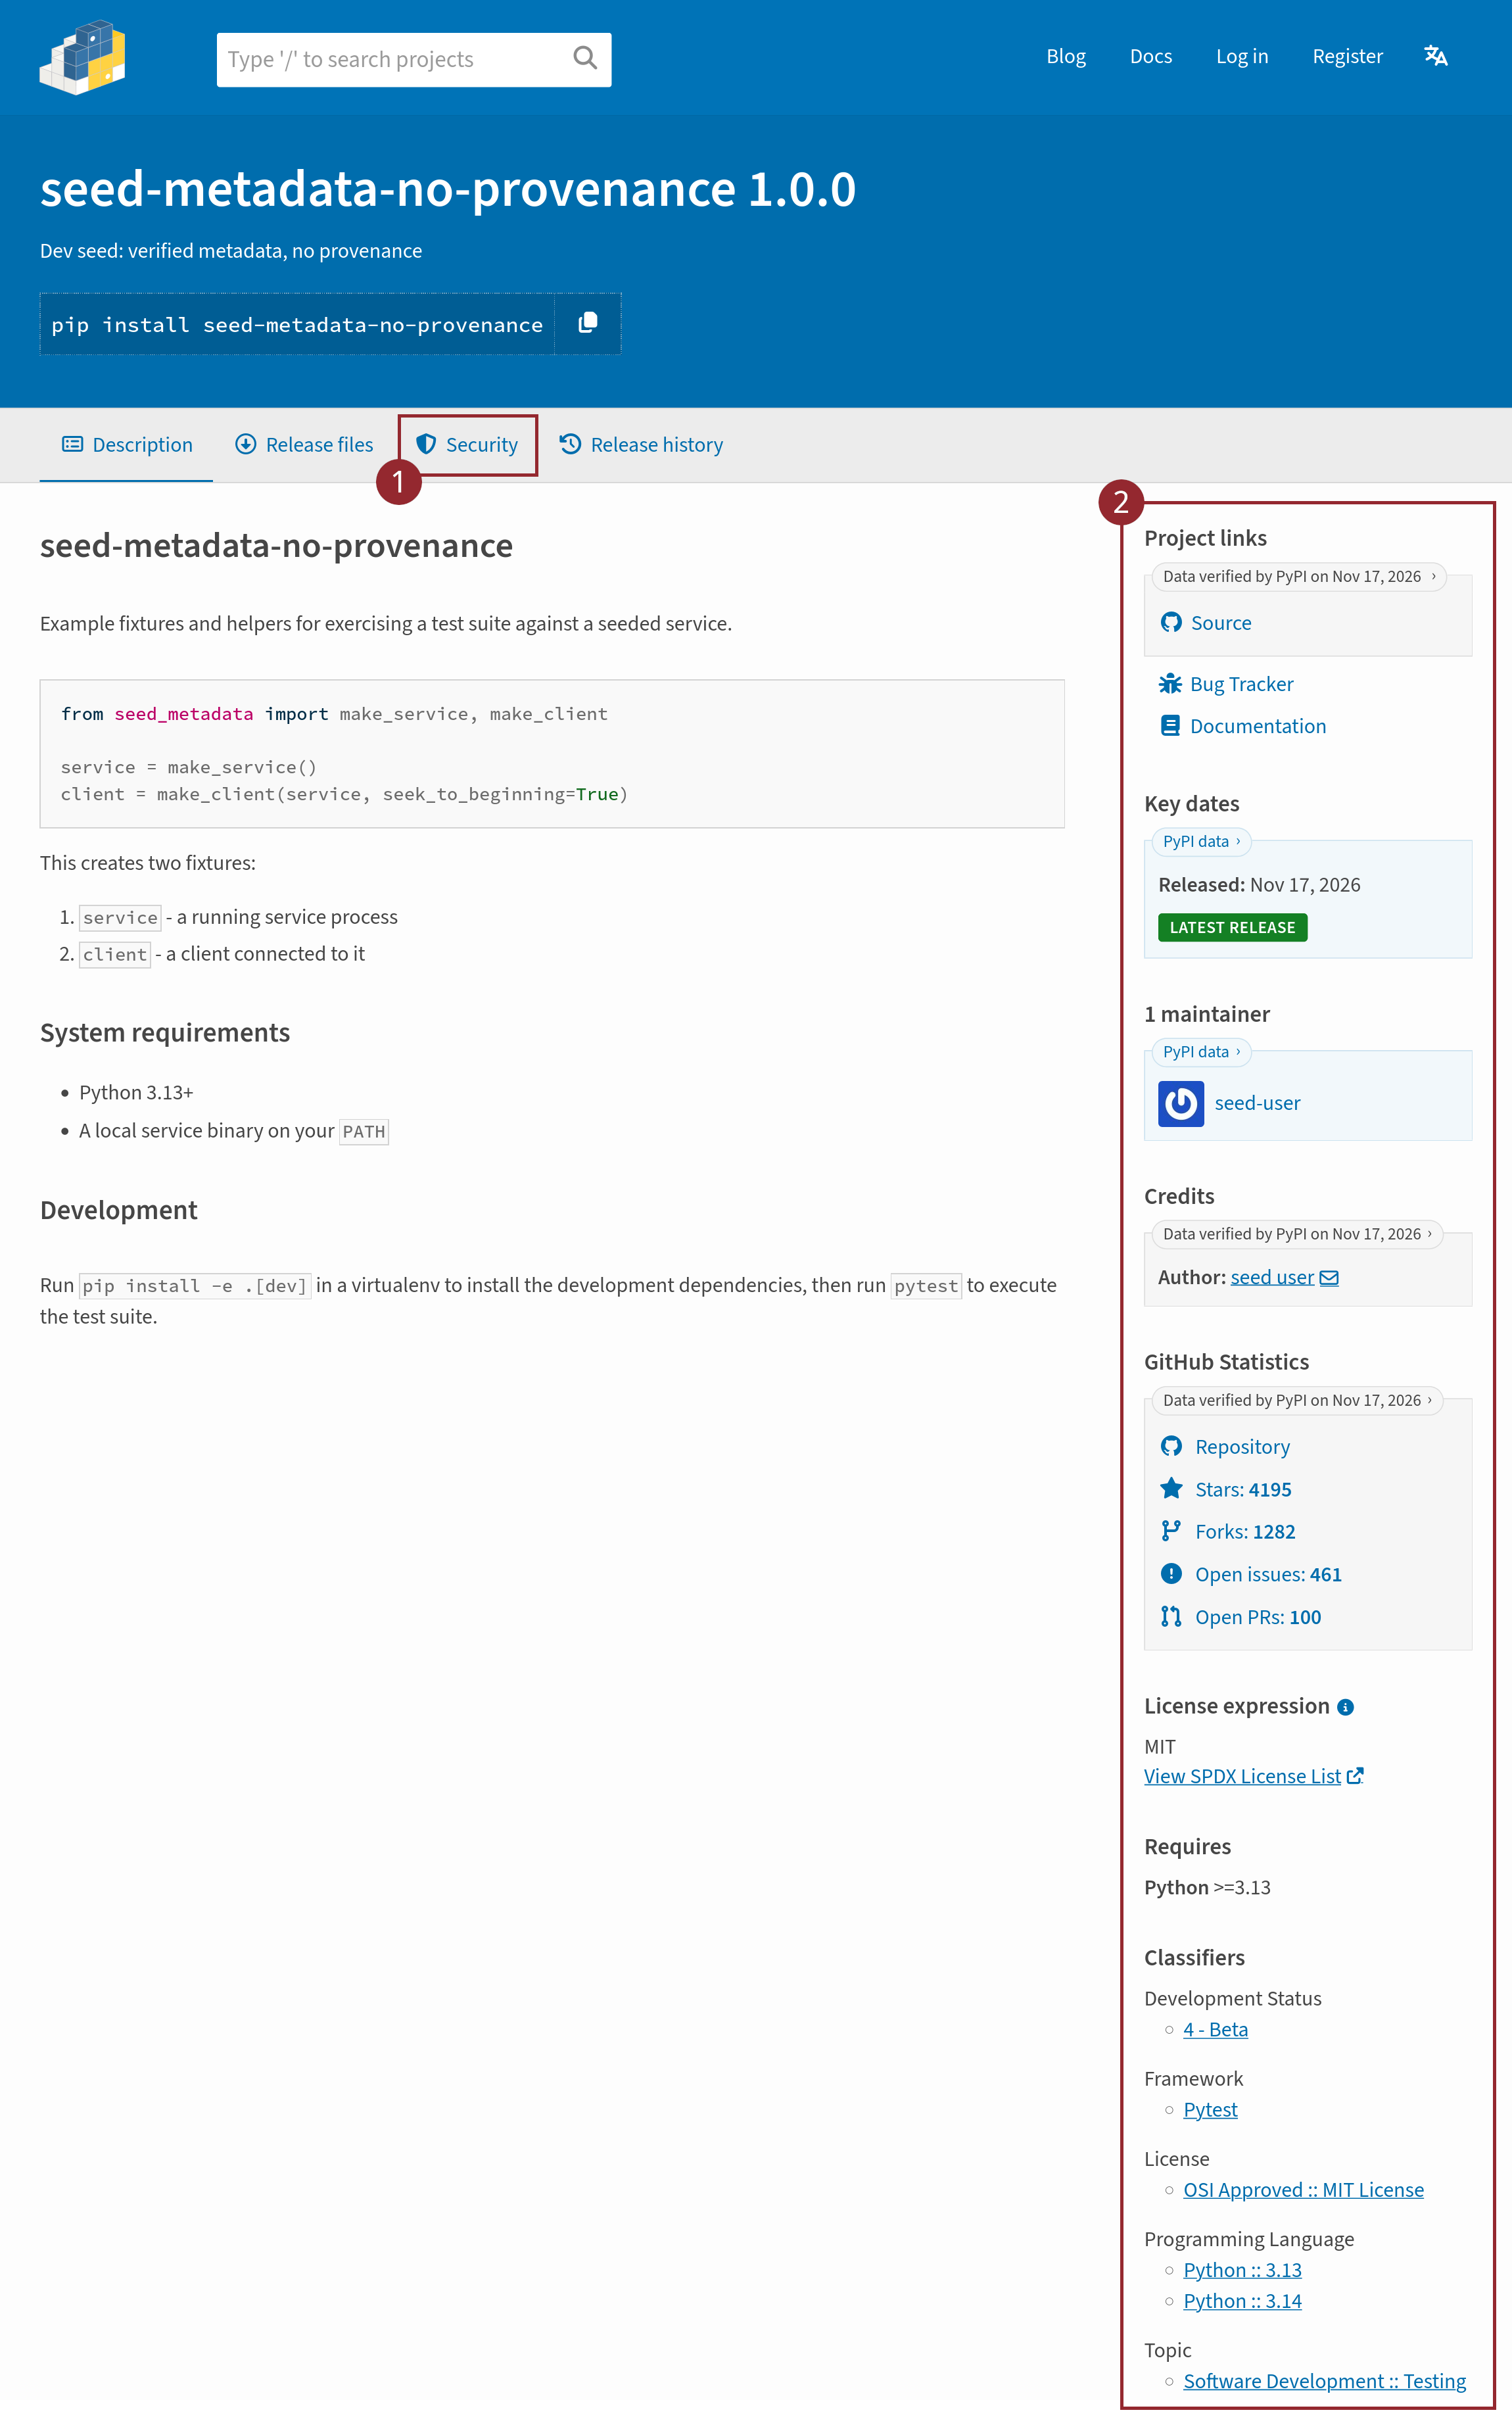 Type '/' to search projects
Blog Docs Log in Register
seed-metadata-no-provenance 1.0.0
Dev seed: verified metadata, no provenance
pip install seed-metadata-no-provenance
Description Release files Security Release history
1
2
seed-metadata-no-provenance
Example fixtures and helpers for exercising a test suite against a seeded service.
from seed_metadata import make_service, make_client
service = make_service()
client = make_client(service, seek_to_beginning=True)
This creates two fixtures:
1. service - a running service process
2. client - a client connected to it
System requirements
• Python 3.13+
• A local service binary on your PATH
Development
Run pip install -e .[dev] in a virtualenv to install the development dependencies, then run pytest to execute
the test suite.
Project links
Data verified by PyPI on Nov 17, 2026 ›
Source
Bug Tracker
Documentation
Key dates
PyPI data ›
Released: Nov 17, 2026
LATEST RELEASE
1 maintainer
PyPI data ›
seed-user
Credits
Data verified by PyPI on Nov 17, 2026 ›
Author: seed user
GitHub Statistics
Data verified by PyPI on Nov 17, 2026 ›
Repository
Stars: 4195
Forks: 1282
Open issues: 461
Open PRs: 100
License expression
MIT
View SPDX License List
Requires
Python >=3.13
Classifiers
Development Status
○ 4 - Beta
Framework
○ Pytest
License
○ OSI Approved :: MIT License
Programming Language
○ Python :: 3.13
○ Python :: 3.14
Topic
○ Software Development :: Testing